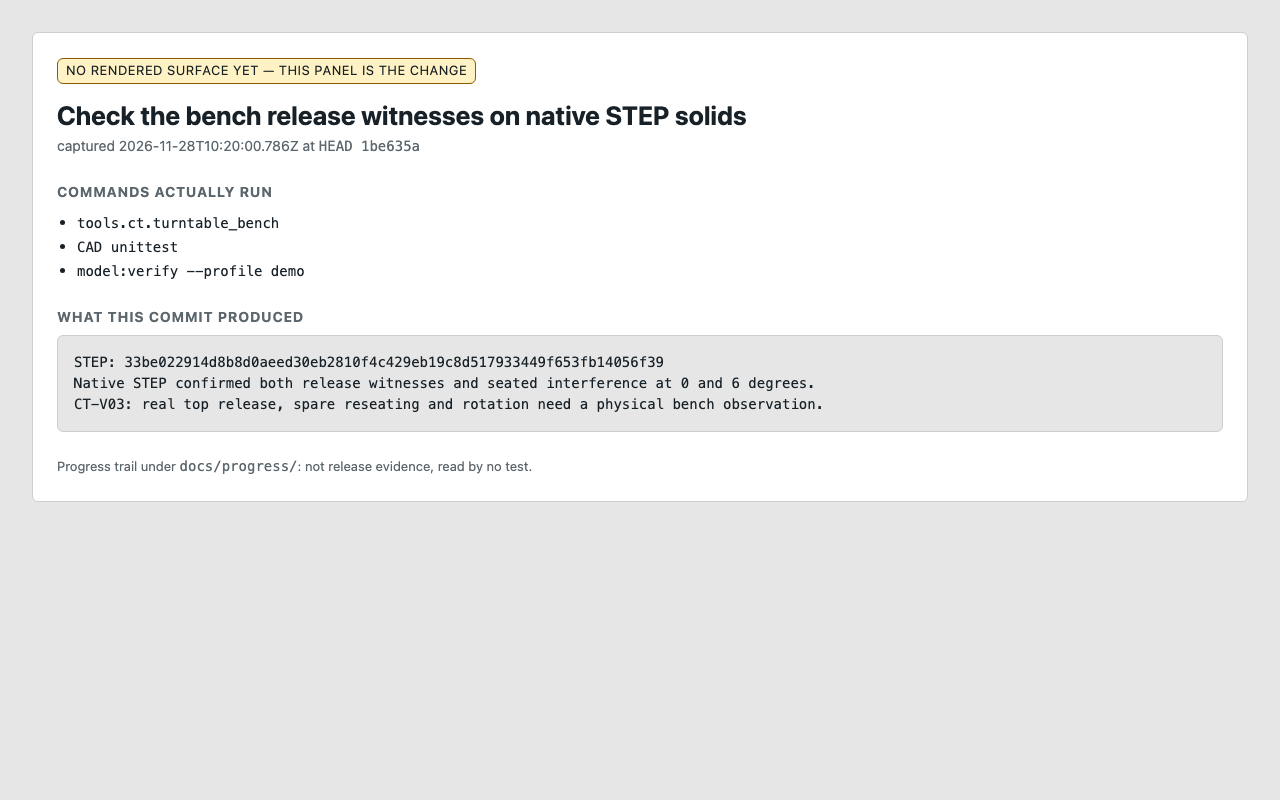 NO RENDERED SURFACE YET — THIS PANEL IS THE CHANGE
Check the bench release witnesses on native STEP solids
captured 2026-11-28T10:20:00.786Z at HEAD 1be635a
COMMANDS ACTUALLY RUN
• tools.ct.turntable_bench
• CAD unittest
• model:verify --profile demo
WHAT THIS COMMIT PRODUCED
STEP: 33be022914d8b8d0aeed30eb2810f4c429eb19c8d517933449f653fb14056f39
Native STEP confirmed both release witnesses and seated interference at 0 and 6 degrees.
CT-V03: real top release, spare reseating and rotation need a physical bench observation.
Progress trail under docs/progress/: not release evidence, read by no test.